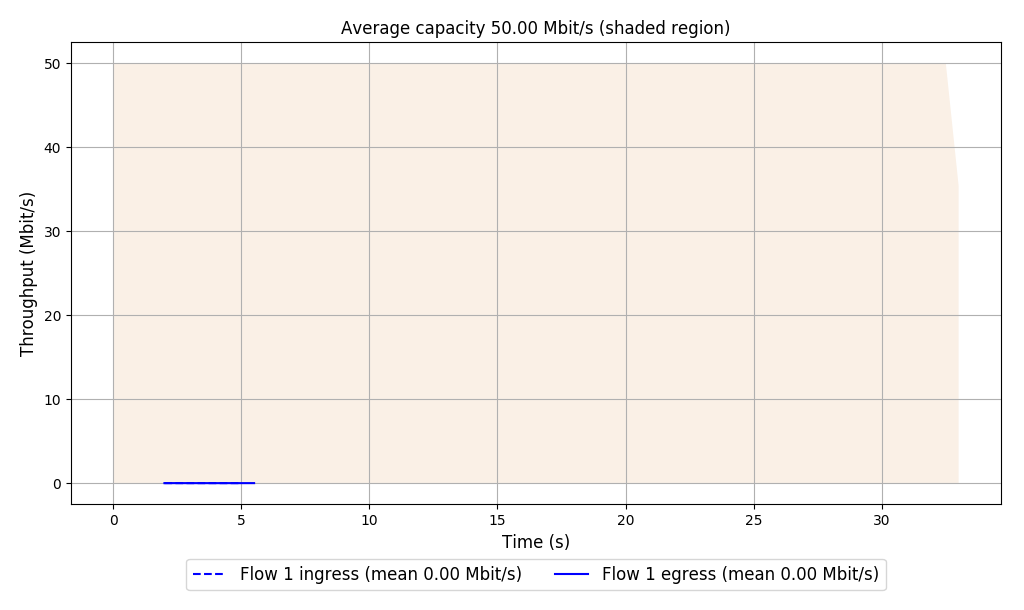 Average capacity 50.00 Mbit/s (shaded region)
Throughput (Mbit/s)
50
40
30
20
10
0
0 5 10 15 20 25 30
Time (s)
Flow 1 ingress (mean 0.00 Mbit/s) Flow 1 egress (mean 0.00 Mbit/s)